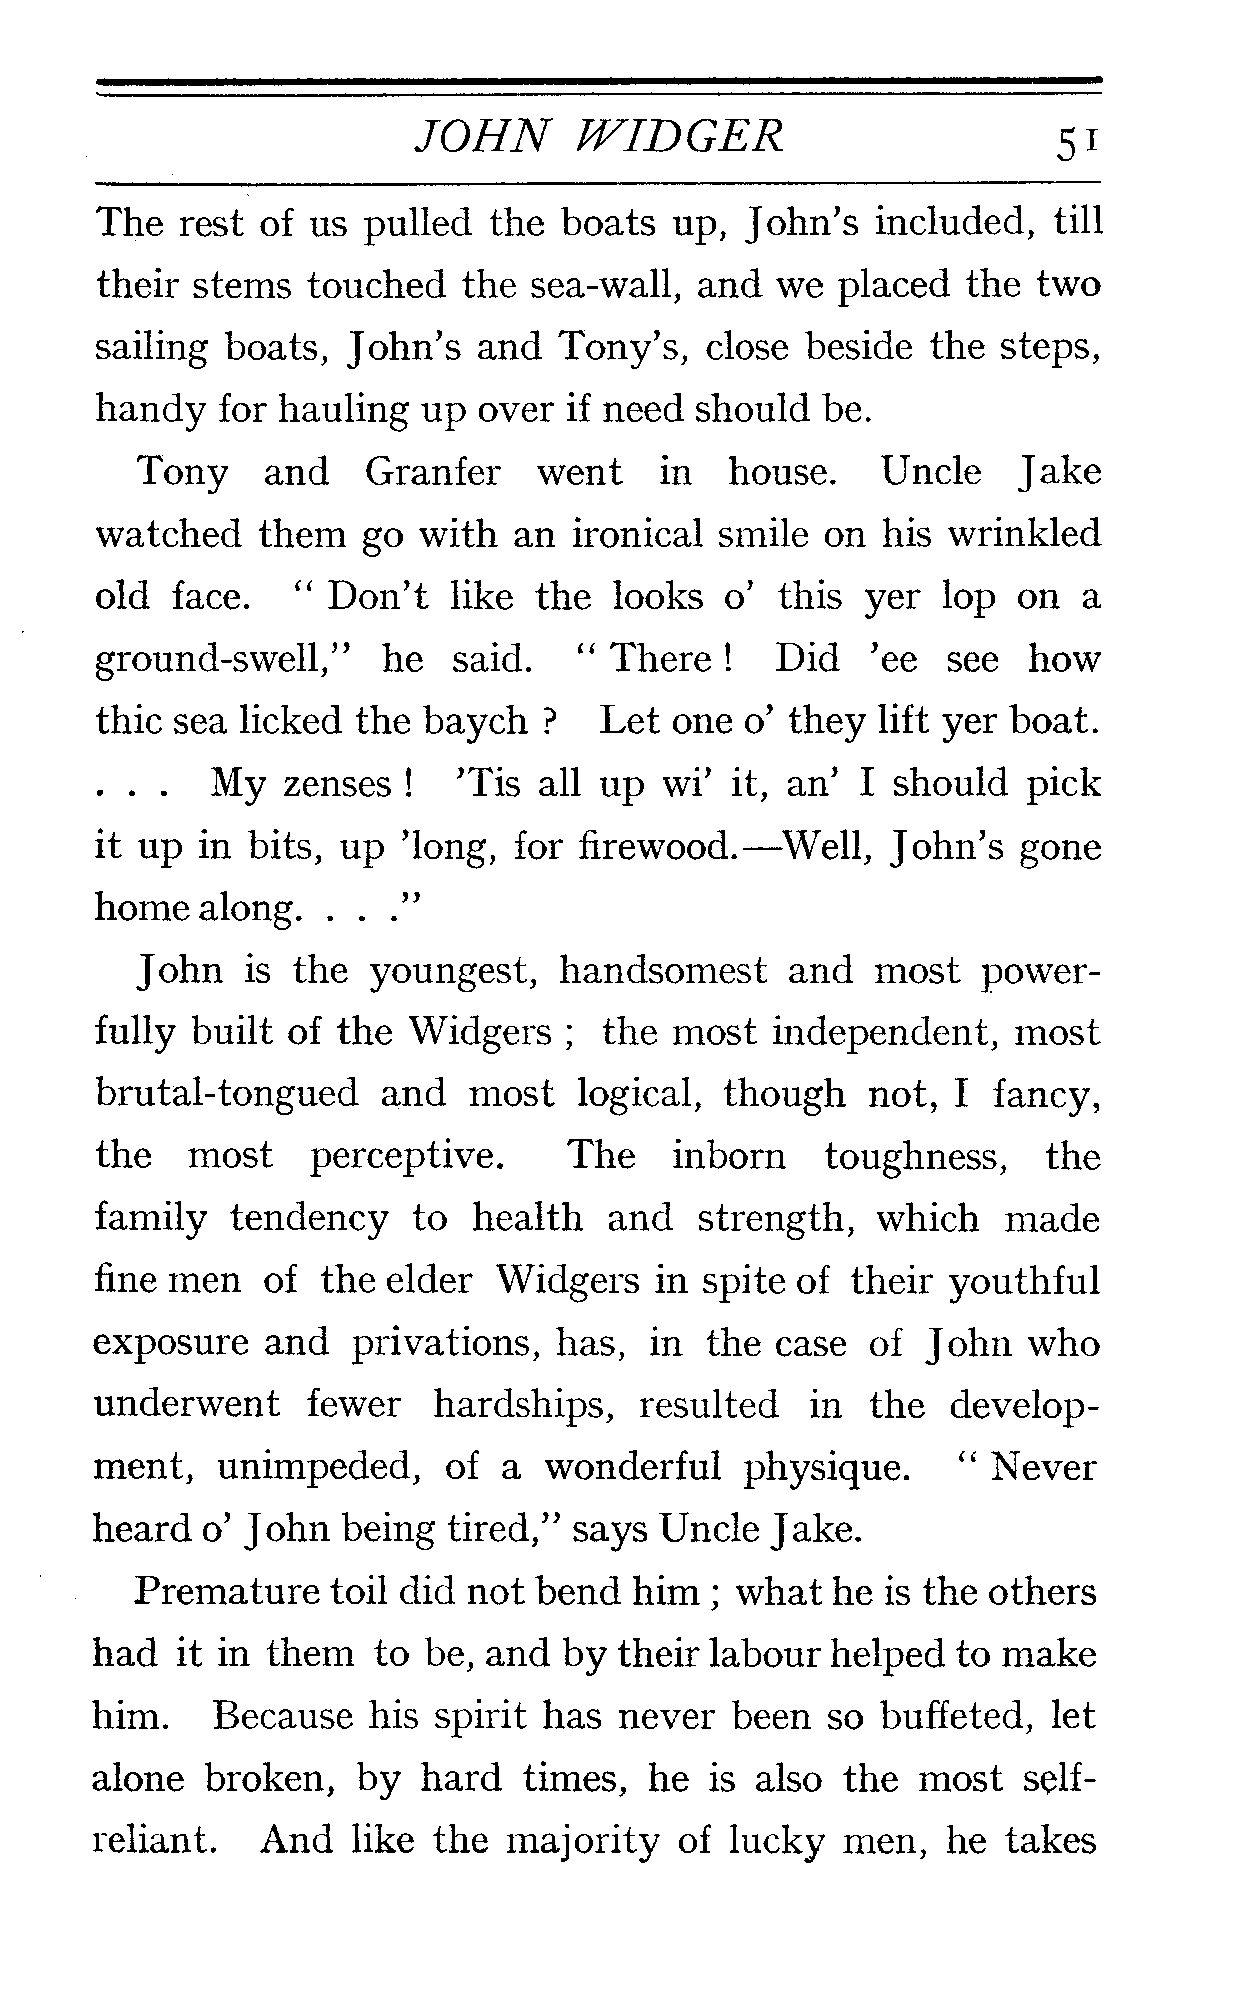 JOHN WIDGER 51
The rest of us pulled the boats up, John's included, till
their stems touched the sea-wall, and we placed the two
sailing boats, John's and Tony's, close beside the steps,
handy for hauling up over if need should be.
Tony and Granfer went in house. Uncle Jake
watched them go with an ironical smile on his wrinkled
old face. “ Don't like the looks o' this yer lop on a
ground-swell,” he said. “ There ! Did 'ee see how
thic sea licked the baych ? Let one o' they lift yer boat.
. . . My zenses ! 'Tis all up wi' it, an' I should pick
it up in bits, up 'long, for firewood.—Well, John's gone
home along. . . .”
John is the youngest, handsomest and most power-
fully built of the Widgers ; the most independent, most
brutal-tongued and most logical, though not, I fancy,
the most perceptive. The inborn toughness, the
family tendency to health and strength, which made
fine men of the elder Widgers in spite of their youthful
exposure and privations, has, in the case of John who
underwent fewer hardships, resulted in the develop-
ment, unimpeded, of a wonderful physique. “ Never
heard o' John being tired,” says Uncle Jake.
Premature toil did not bend him ; what he is the others
had it in them to be, and by their labour helped to make
him. Because his spirit has never been so buffeted, let
alone broken, by hard times, he is also the most self-
reliant. And like the majority of lucky men, he takes